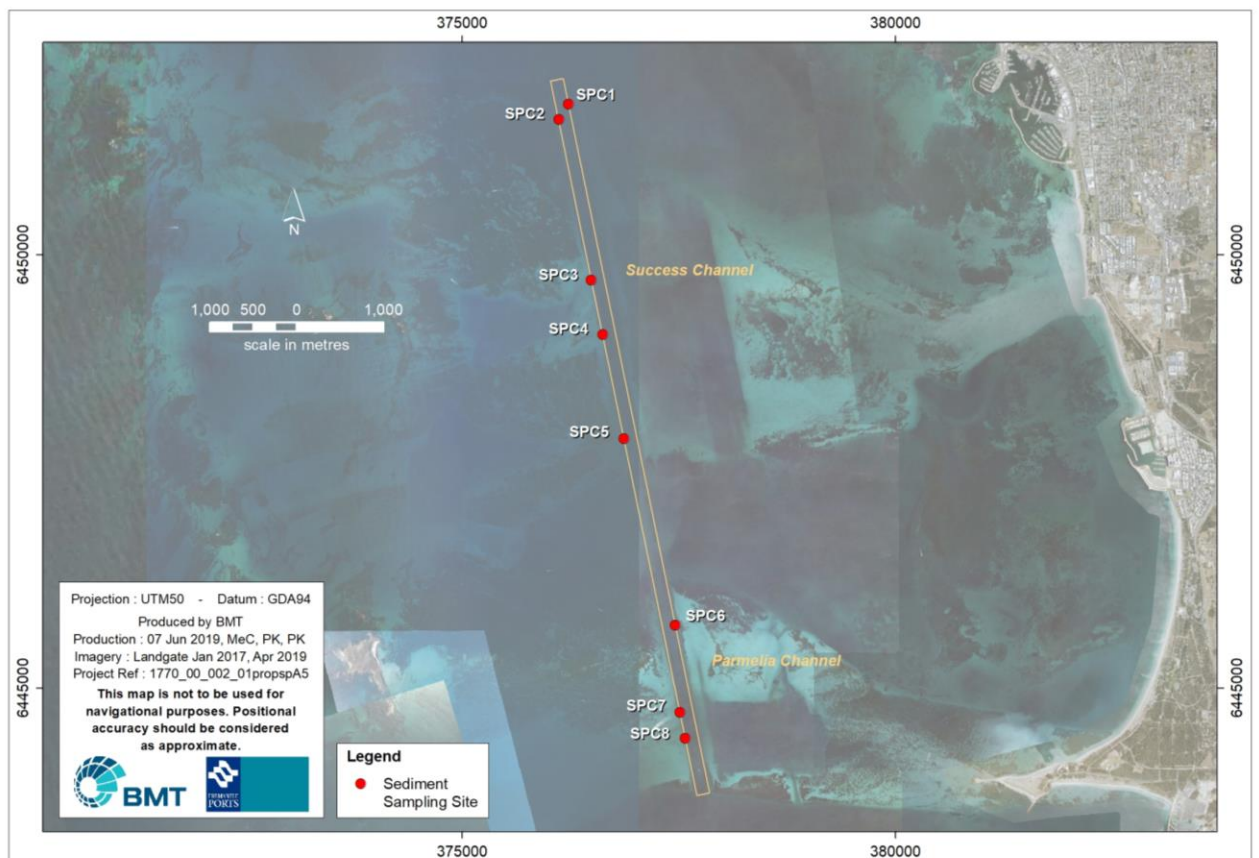 375000
380000
SPC1
SPC2
6450000
6450000
N
SPC3
Success Channel
1,000 500 0 1,000
scale in metres
SPC4
SPC5
Projection : UTM50 - Datum : GDA94
Produced by BMT
Production : 07 Jun 2019, MeC, PK, PK
Imagery : Landgate Jan 2017, Apr 2019
Project Ref : 1770_00_002_01propspA5
This map is not to be used for
navigational purposes. Positional
accuracy should be considered
as approximate.
BMT
FREMANTLE
PORTS
SPC6
Parmelia Channel
6445000
6445000
SPC7
SPC8
Legend
Sediment
Sampling Site
375000
380000